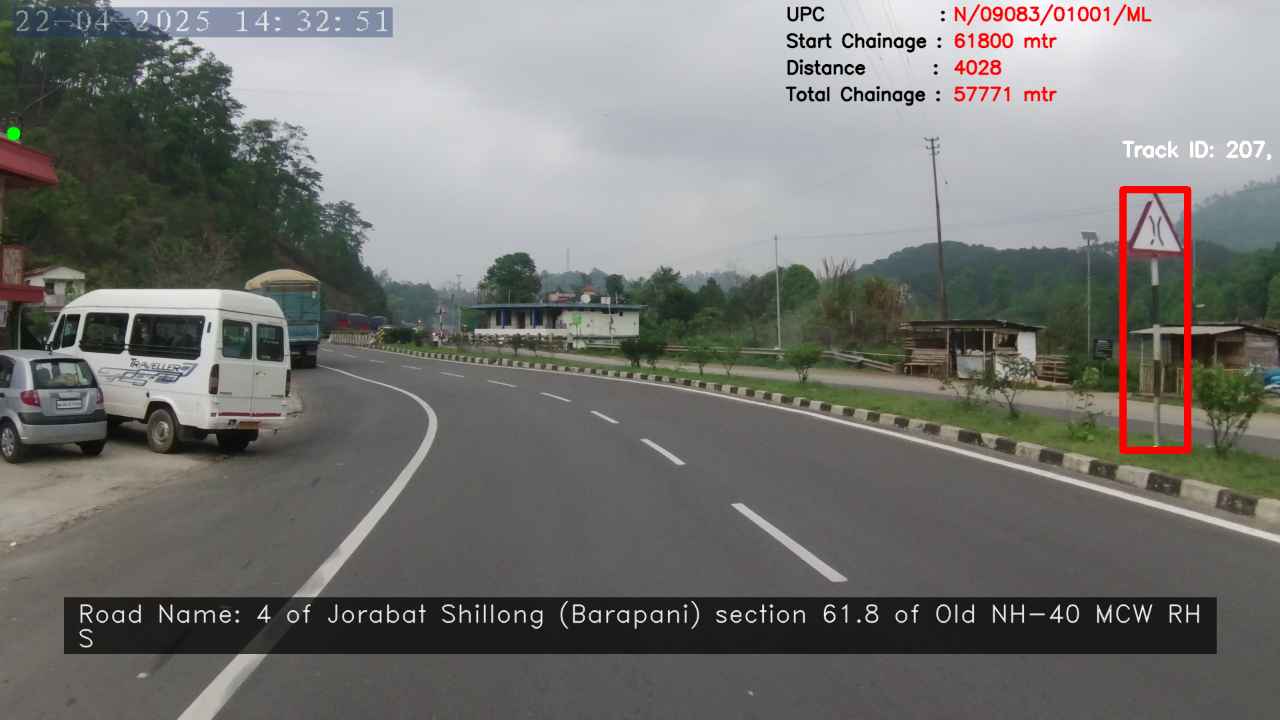 22-04-2025 14:32:51
UPC : N/09083/01001/ML
Start Chainage : 61800 mtr
Distance : 4028
Total Chainage : 57771 mtr
Track ID: 207,
TRAVELLER
Road Name: 4 of Jorabat Shillong (Barapani) section 61.8 of Old NH-40 MCW RH
S